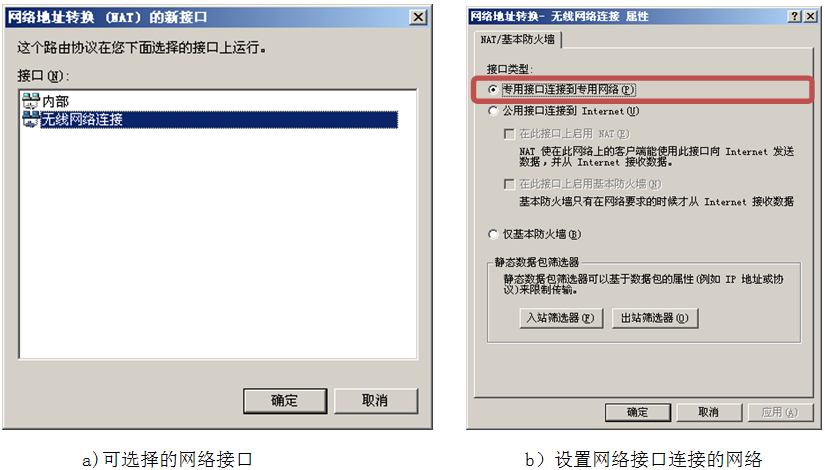 网络地址转换 (NAT) 的新接口
这个路由协议在您下面选择的接口上运行。
接口(N):
内部
无线网络连接
确定
取消
a)可选择的网络接口
网络地址转换- 无线网络连接 属性
NAT/基本防火墙
接口类型:
专用接口连接到专用网络(P)
公用接口连接到 Internet(U)
在此接口上启用 NAT(E)
NAT 使在此网络上的客户端能使用此接口向 Internet 发送
数据，并从 Internet 接收数据。
在此接口上启用基本防火墙(N)
基本防火墙只有在网络要求的时候才从 Internet 接收数据
仅基本防火墙(B)
静态数据包筛选器
静态数据包筛选器可以基于数据包的属性(例如 IP 地址或协
议)来限制传输。
入站筛选器(F)
出站筛选器(O)
确定
取消
应用(A)
b）设置网络接口连接的网络